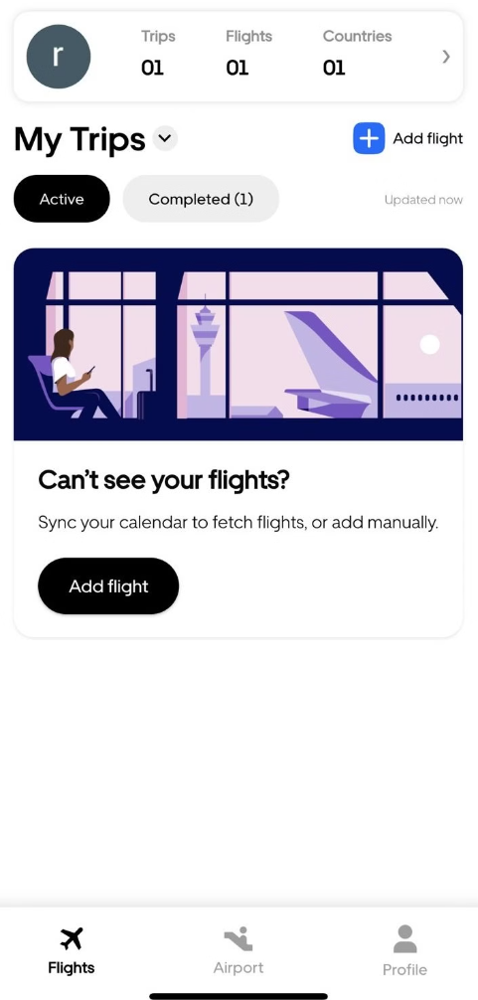 r
Trips
Flights
Countries
01
01
01
My Trips
Add flight
Active
Completed (1)
Updated now
Can't see your flights?
Sync your calendar to fetch flights, or add manually.
Add flight
Flights
Airport
Profile